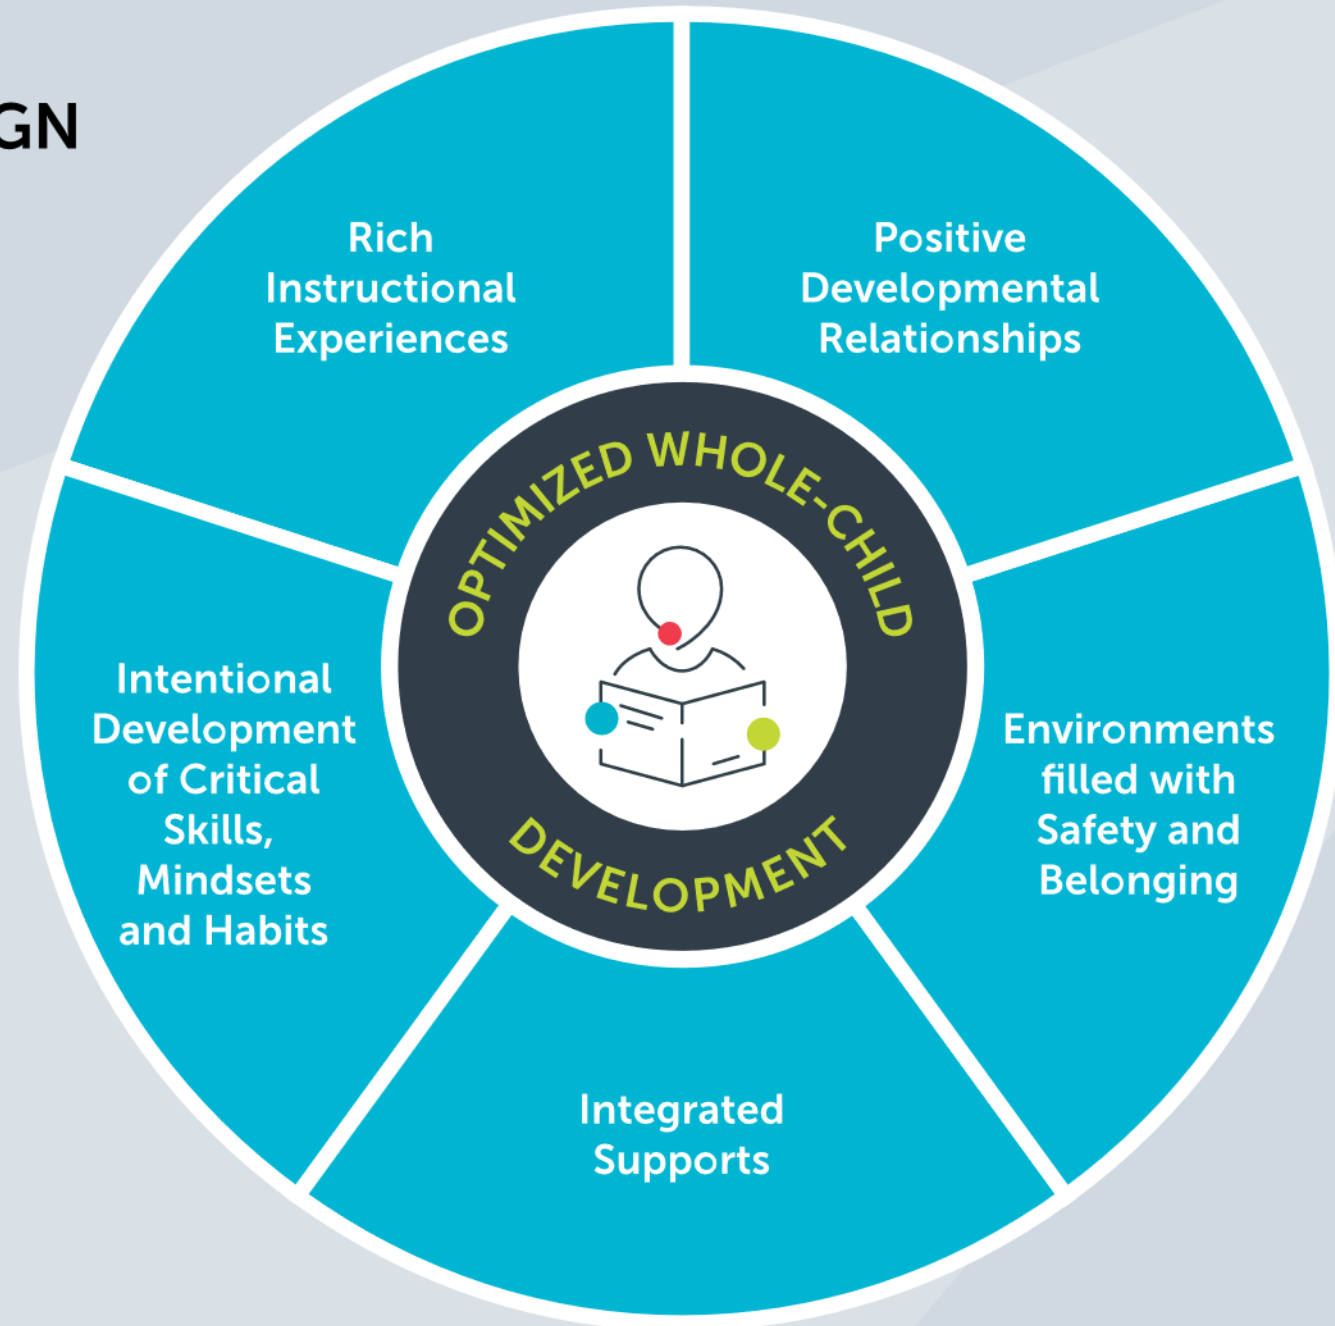 GN
Rich
Instructional
Experiences
Positive
Developmental
Relationships
OPTIMIZED WHOLE-CHILD
DEVELOPMENT
Intentional
Development
of Critical
Skills,
Mindsets
and Habits
Environments
filled with
Safety and
Belonging
Integrated
Supports